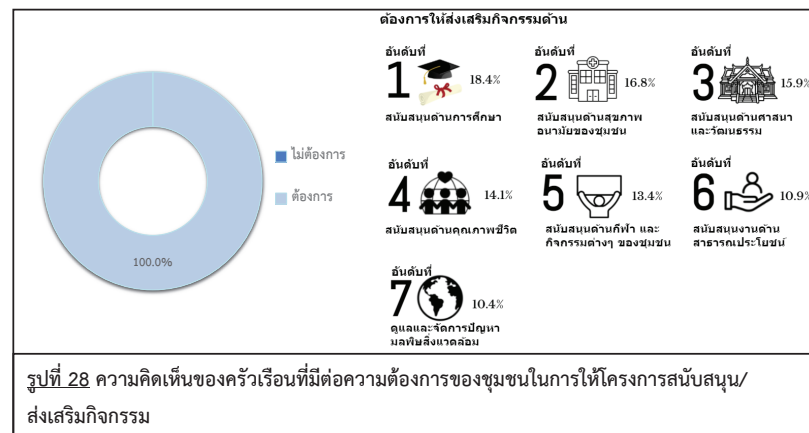 ต้องการให้ส่งเสริมกิจกรรมด้าน
อันดับที่
1
18.4%
สนับสนุนด้านการศึกษา
อันดับที่
2
16.8%
สนับสนุนด้านสุขภาพ
อนามัยของชุมชน
อันดับที่
3
15.9%
สนับสนุนด้านศาสนา
และวัฒนธรรม
ไม่ต้องการ
ต้องการ
100.0%
อันดับที่
4
14.1%
สนับสนุนด้านคุณภาพชีวิต
อันดับที่
5
13.4%
สนับสนุนด้านกีฬา และ
กิจกรรมต่างๆ ของชุมชน
อันดับที่
6
10.9%
สนับสนุนงานด้าน
สาธารณประโยชน์
อันดับที่
7
10.4%
ดูแลและจัดการปัญหา
มลพิษสิ่งแวดล้อม
รูปที่ 28 ความคิดเห็นของครัวเรือนที่มีต่อความต้องการของชุมชนในการให้โครงการสนับสนุน/
ส่งเสริมกิจกรรม